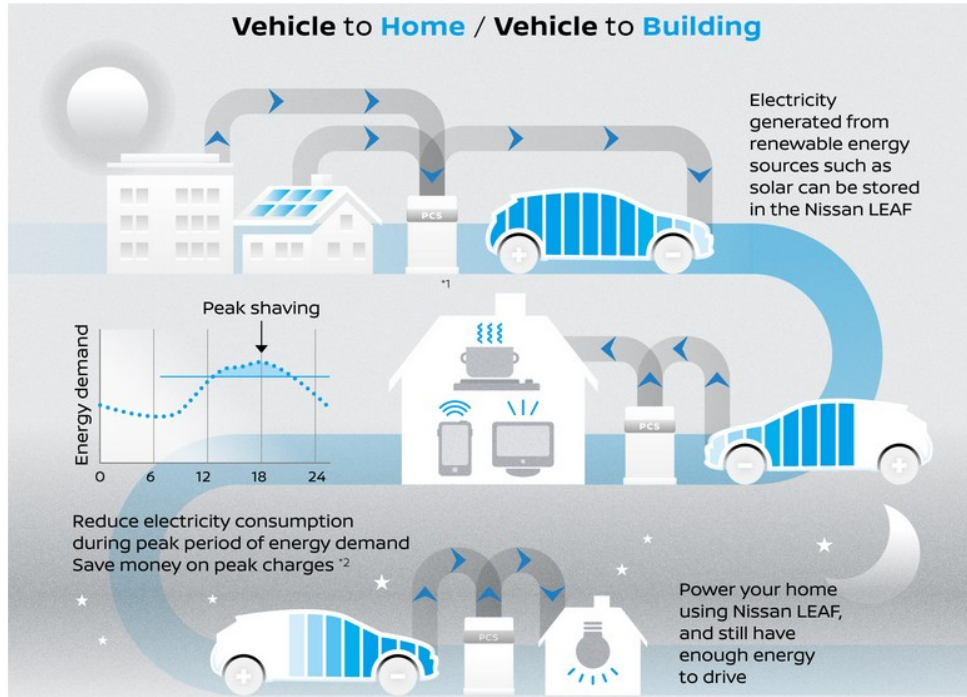 Vehicle to Home / Vehicle to Building
Electricity
generated from
renewable energy
sources such as
solar can be stored
in the Nissan LEAF
PCS
+
−
*1
Peak shaving
Energy demand
0 6 12 18 24
PCS
−
+
Reduce electricity consumption
during peak period of energy demand
Save money on peak charges *2
PCS
+
−
Power your home
using Nissan LEAF,
and still have
enough energy
to drive